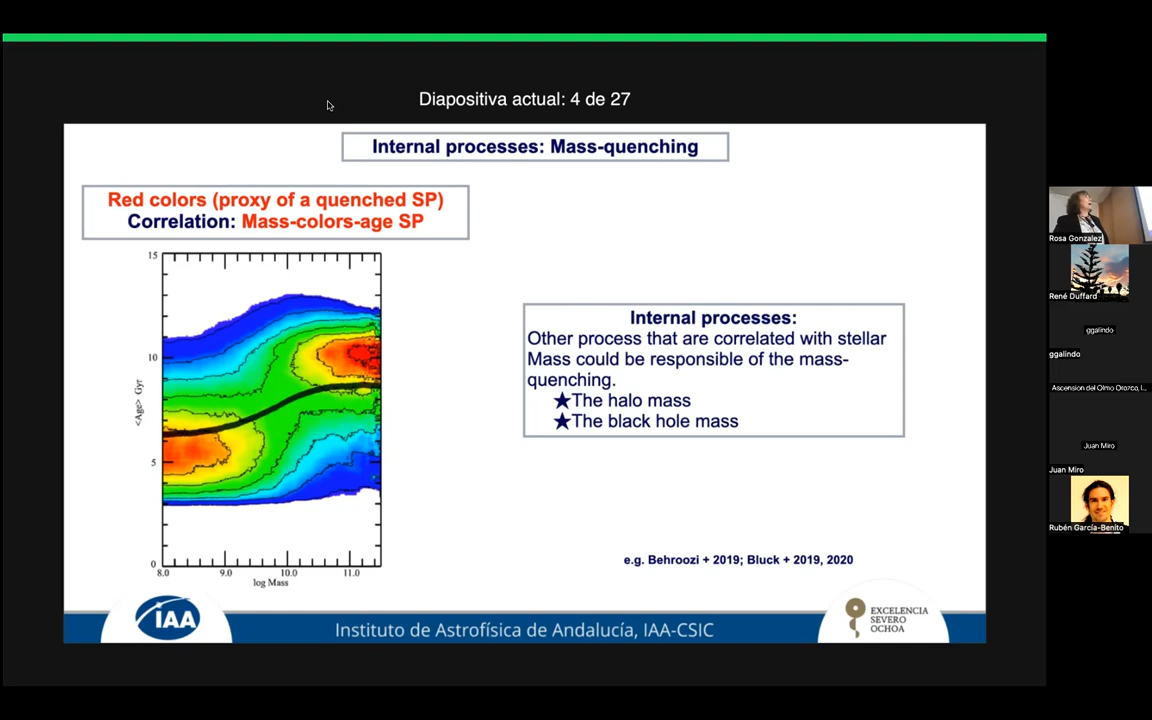 Diapositiva actual: 4 de 27
Internal processes: Mass-quenching
Red colors (proxy of a quenched SP)
Correlation: Mass-colors-age SP
15
10
5
0
<Age> Gyr
8.0 9.0 10.0 11.0
log Mass
Internal processes:
Other process that are correlated with stellar
Mass could be responsible of the mass-
quenching.
★The halo mass
★The black hole mass
e.g. Behroozi + 2019; Bluck + 2019, 2020
IAA
Instituto de Astrofísica de Andalucía, IAA-CSIC
EXCELENCIA
SEVERO
OCHOA
Rosa Gonzalez
René Duffard
ggalindo
ggalindo
Ascension del Olmo Orozco, I...
Juan Miro
Juan Miro
Rubén García-Benito